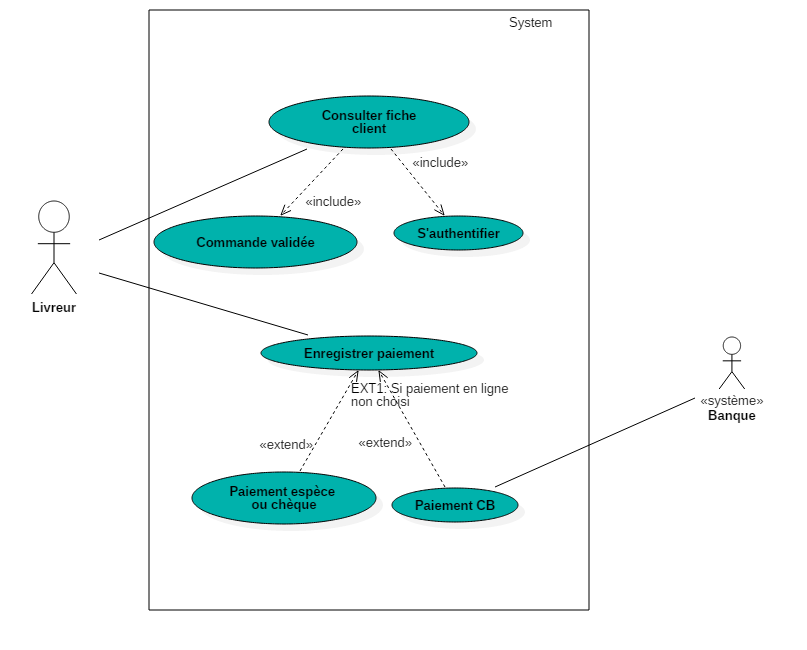 System
Consulter fiche
client
«include»
«include»
Commande validée
S'authentifier
Livreur
Enregistrer paiement
EXT1: Si paiement en ligne
non choisi
«extend»
«extend»
«système»
Banque
Paiement espèce
ou chèque
Paiement CB